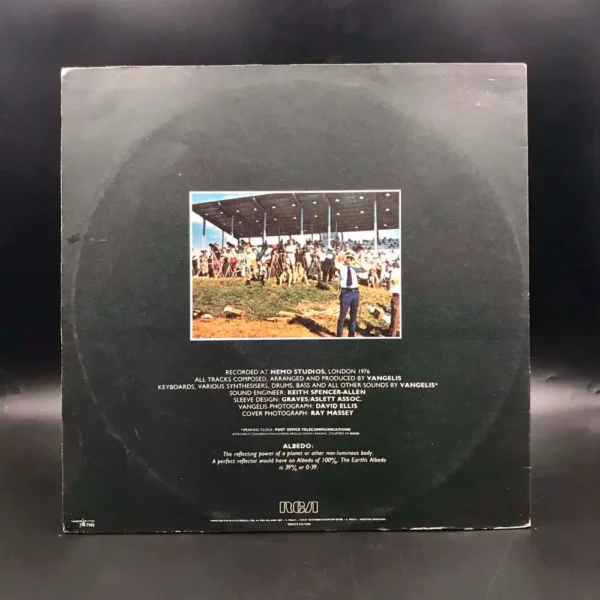 RECORDED AT NEMO STUDIOS, LONDON 1976
ALL TRACKS COMPOSED, ARRANGED AND PRODUCED BY VANGELIS
KEYBOARDS, VARIOUS SYNTHESISERS, DRUMS, BASS AND ALL OTHER SOUNDS BY VANGELIS*
SOUND ENGINEER: KEITH SPENCER-ALLEN
SLEEVE DESIGN: GRAVES/ASLETT ASSOC.
VANGELIS PHOTOGRAPH: DAVID ELLIS
COVER PHOTOGRAPH: RAY MASSEY
*SPEAKING CLOCK: POST OFFICE TELECOMMUNICATIONS
ALBEDO:
The reflecting power of a planet or other non-luminous body.
A perfect reflector would have an Albedo of 100%. The Earth's Albedo
is 39% or 0·39.
RCA